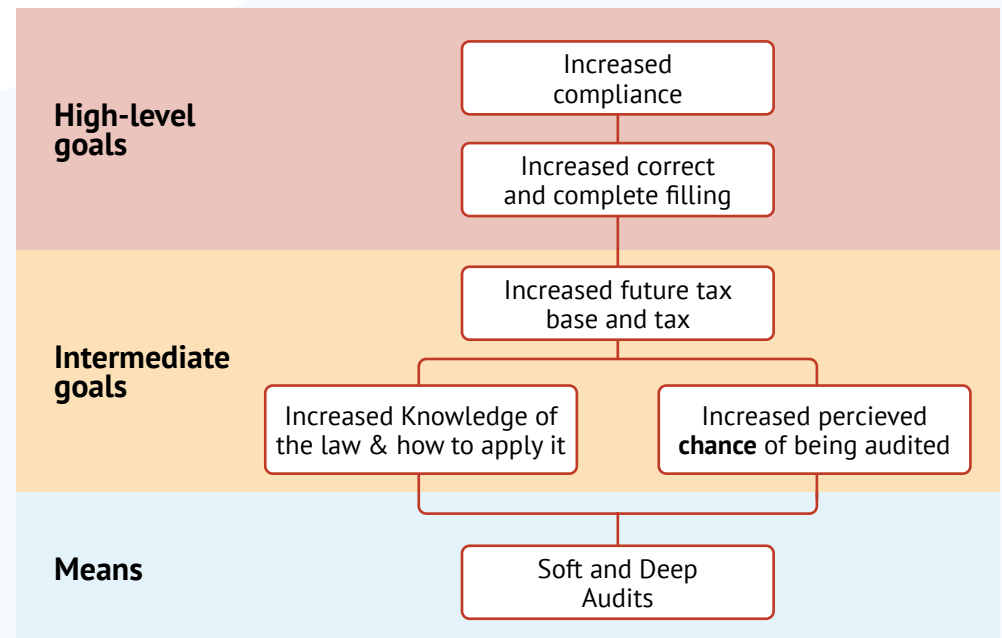 High-level
goals
Increased
compliance
Increased correct
and complete filling
Intermediate
goals
Increased future tax
base and tax
Increased Knowledge of
the law & how to apply it
Increased percieved
chance of being audited
Means
Soft and Deep
Audits